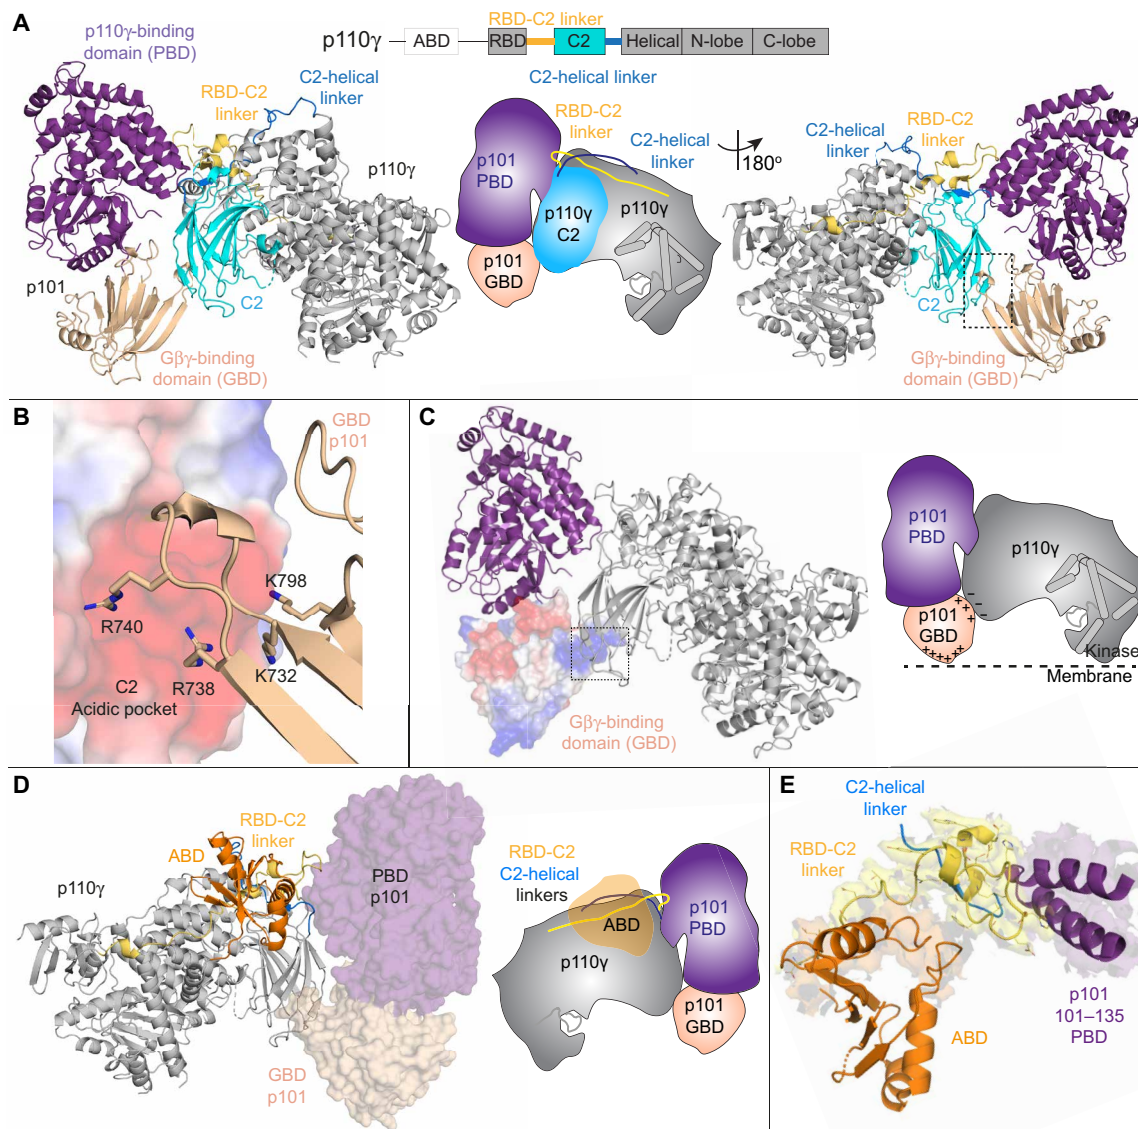 A
p110γ-binding
domain (PBD)
RBD-C2
linker
C2-helical
linker
p110γ
p101
C2
Gβγ-binding
domain (GBD)
RBD-C2 linker
p110γ
ABD
RBD
C2
Helical
N-lobe
C-lobe
C2-helical linker
RBD-C2
linker
C2-helical
linker
p101
PBD
p110γ
C2
p110γ
p101
GBD
180º
C2-helical
linker
RBD-C2
linker
C2
Gβγ-binding
domain (GBD)
B
GBD
p101
K798
R740
R738
K732
C2
Acidic pocket
C
Gβγ-binding
domain (GBD)
p101
PBD
p110γ
p101
GBD
+ + + - -
+++++
Kinase
Membrane
D
RBD-C2
linker
ABD
p110γ
PBD
p101
GBD
p101
RBD-C2
C2-helical
linkers
ABD
p101
PBD
p110γ
p101
GBD
E
C2-helical
linker
RBD-C2
linker
ABD
p101
101–135
PBD